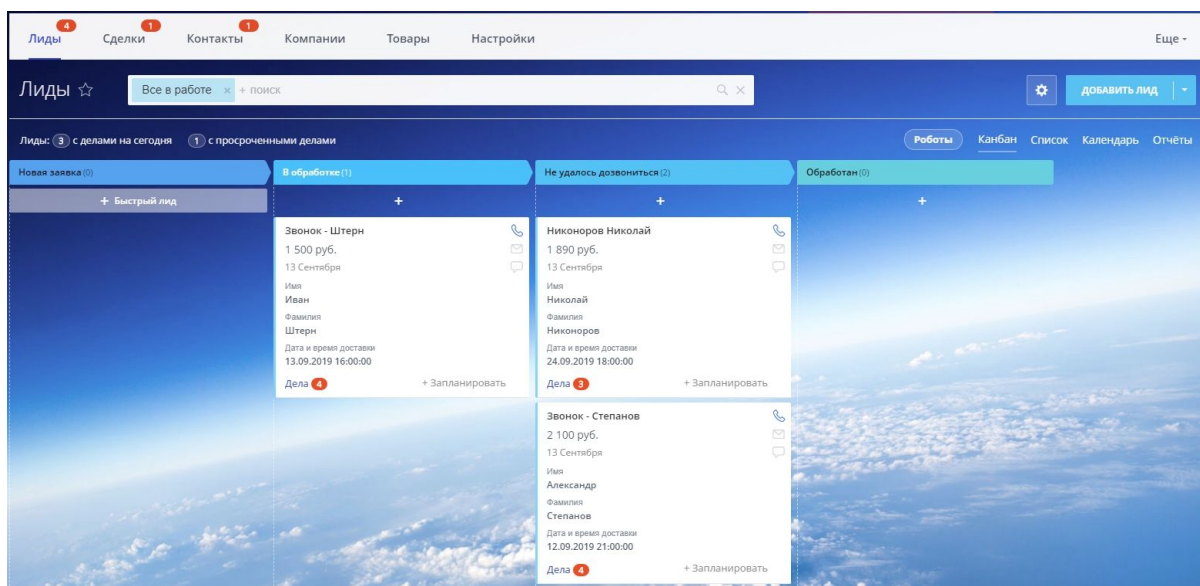 4 1 1
Лиды Сделки Контакты Компании Товары Настройки Еще
Лиды Все в работе × + поиск ДОБАВИТЬ ЛИД
Лиды: 3 с делами на сегодня 1 с просроченными делами Роботы Канбан Список Календарь Отчёты
Новая заявка (0) В обработке (1) Не удалось дозвониться (2) Обработан (0)
+ Быстрый лид + + +
Звонок - Штерн
1 500 руб.
13 Сентября
Имя
Иван
Фамилия
Штерн
Дата и время доставки
13.09.2019 16:00:00
Дела 4 + Запланировать
Никоноров Николай
1 890 руб.
13 Сентября
Имя
Николай
Фамилия
Никоноров
Дата и время доставки
24.09.2019 18:00:00
Дела 3 + Запланировать
Звонок - Степанов
2 100 руб.
13 Сентября
Имя
Александр
Фамилия
Степанов
Дата и время доставки
12.09.2019 21:00:00
Дела 4 + Запланировать